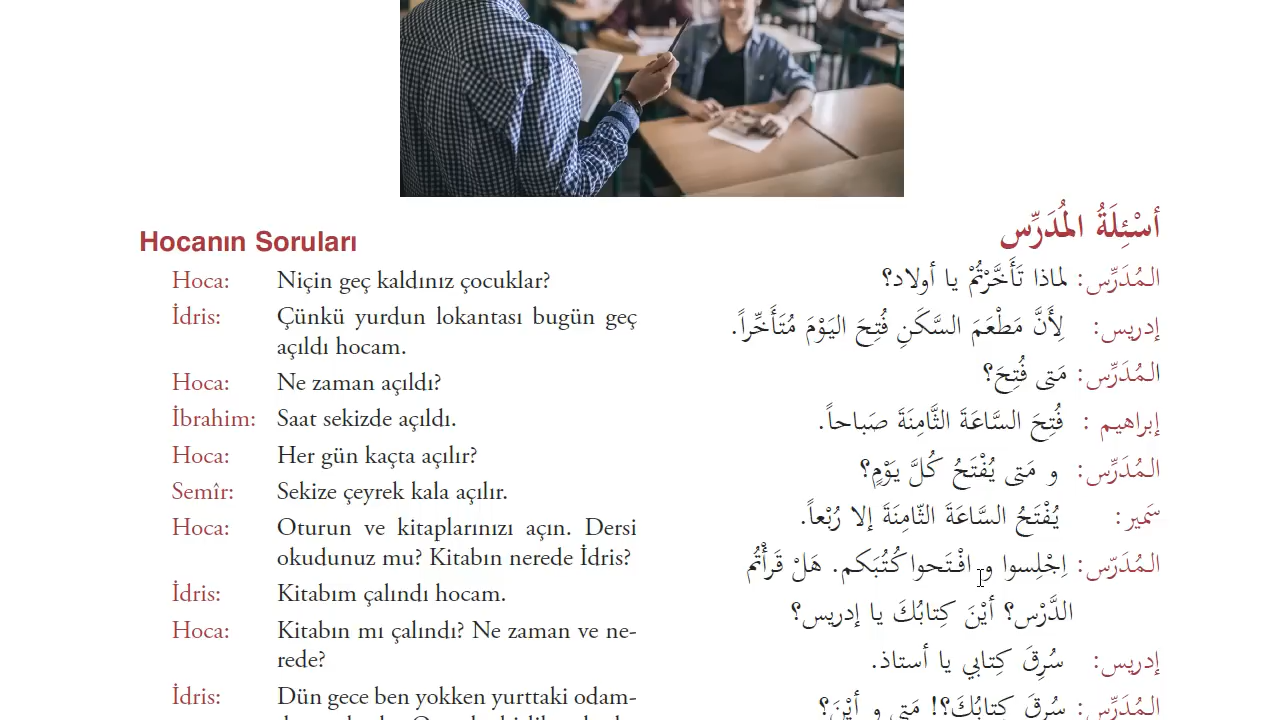 Hocanın Soruları
Hoca: Niçin geç kaldınız çocuklar?
İdris: Çünkü yurdun lokantası bugün geç
açıldı hocam.
Hoca: Ne zaman açıldı?
İbrahim: Saat sekizde açıldı.
Hoca: Her gün kaçta açılır?
Semîr: Sekize çeyrek kala açılır.
Hoca: Oturun ve kitaplarınızı açın. Dersi
okudunuz mu? Kitabın nerede İdris?
İdris: Kitabım çalındı hocam.
Hoca: Kitabın mı çalındı? Ne zaman ve ne-
rede?
İdris: Dün gece ben yokken yurttaki odam-
أسْئِلَةُ المُدَرِّس
المُدَرِّس: لماذا تَأَخَّرْتُمْ يا أولاد؟
إدريس: لِأَنَّ مَطْعَمَ السَّكَنِ فُتِحَ اليَوْمَ مُتَأَخِّراً.
المُدَرِّس: مَتى فُتِحَ؟
إبراهيم : فُتِحَ السَّاعَةَ الثَّامِنَةَ صَباحاً.
المُدَرِّس: و مَتى يُفْتَحُ كُلَّ يَوْمٍ؟
سَمير: يُفْتَحُ السَّاعَةَ الثّامِنَةَ إلا رُبْعاً.
المُدَرّس: اِجْلِسوا و افْتَحوا كُتُبَكم. هَلْ قَرأْتُم
الدَّرْس؟ أيْنَ كِتابُكَ يا إدريس؟
إدريس: سُرِقَ كِتابي يا أستاذ.
المُدَرِّس: سُرِقَ كِتابُكَ؟! مَتى و أيْنَ؟